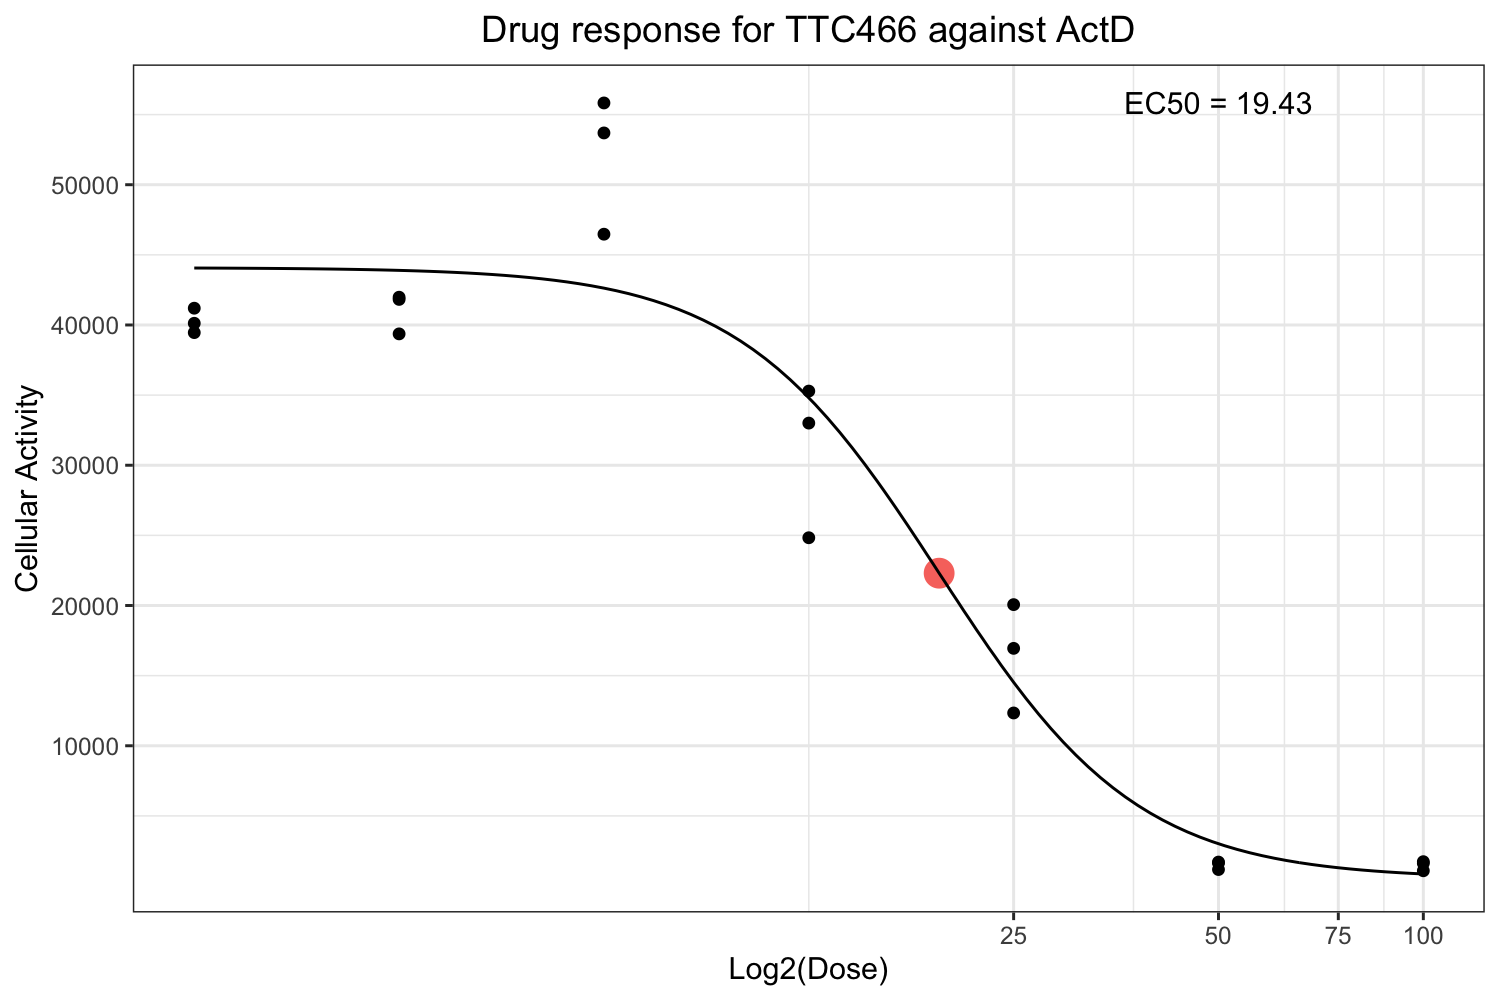 Drug response for TTC466 against ActD
EC50 = 19.43
50000
40000
30000
20000
10000
Cellular Activity
25 50 75 100
Log2(Dose)